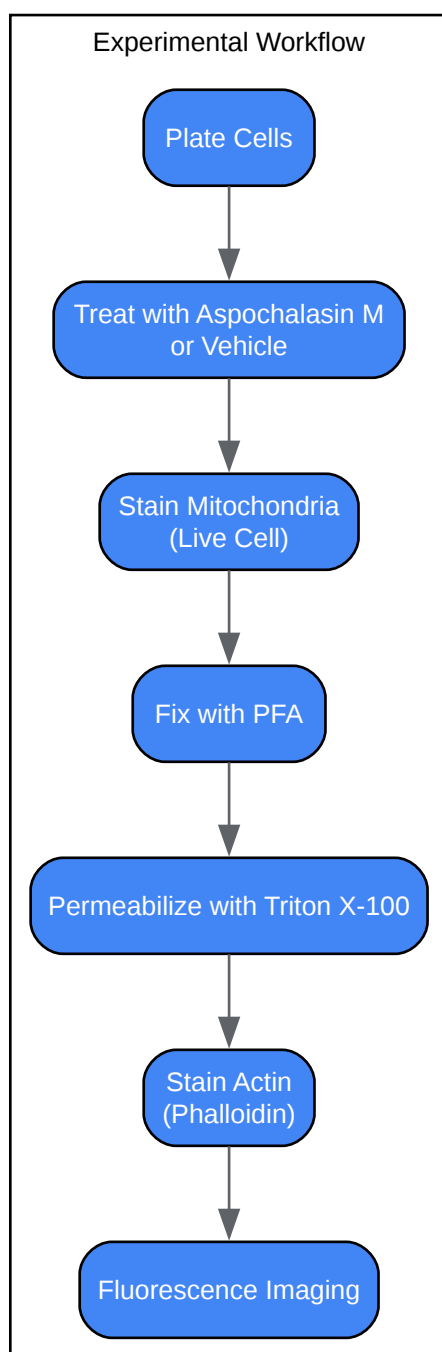 Experimental Workflow
Plate Cells
Treat with Aspochalasin M
or Vehicle
Stain Mitochondria
(Live Cell)
Fix with PFA
Permeabilize with Triton X-100
Stain Actin
(Phalloidin)
Fluorescence Imaging